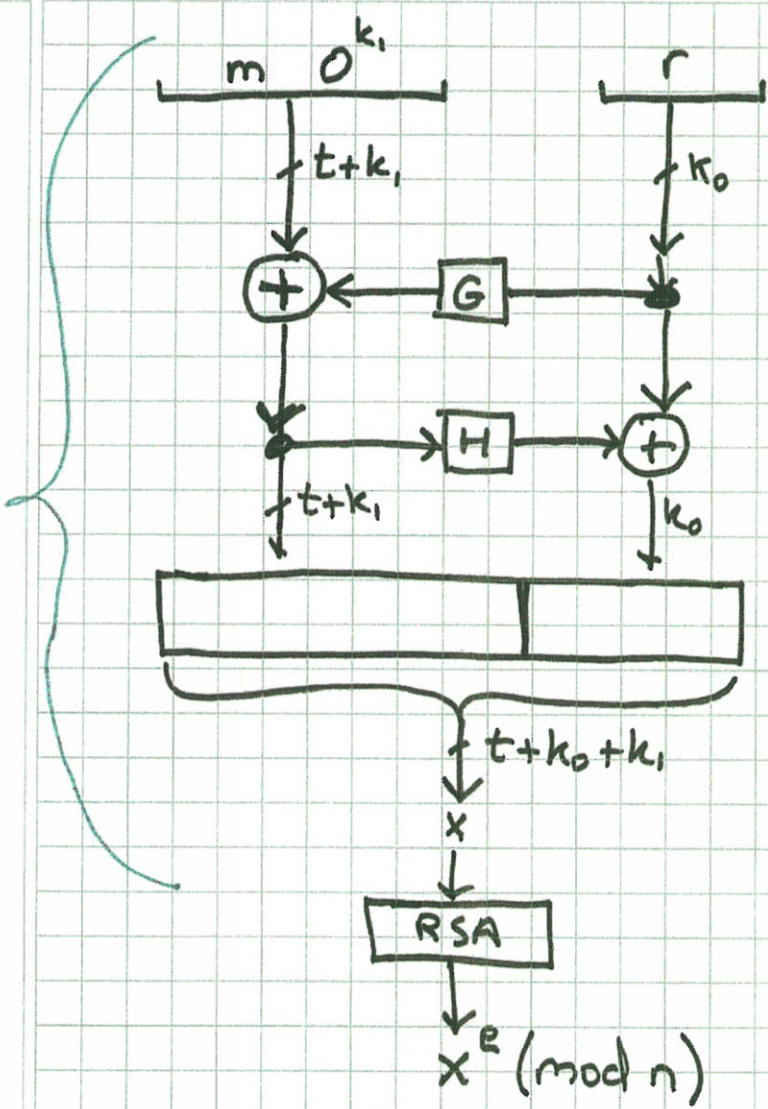 m 0^k₁ r
t+k₁ k₀
+ G
H +
t+k₁ k₀
t+k₀+k₁
x
RSA
x^e (mod n)